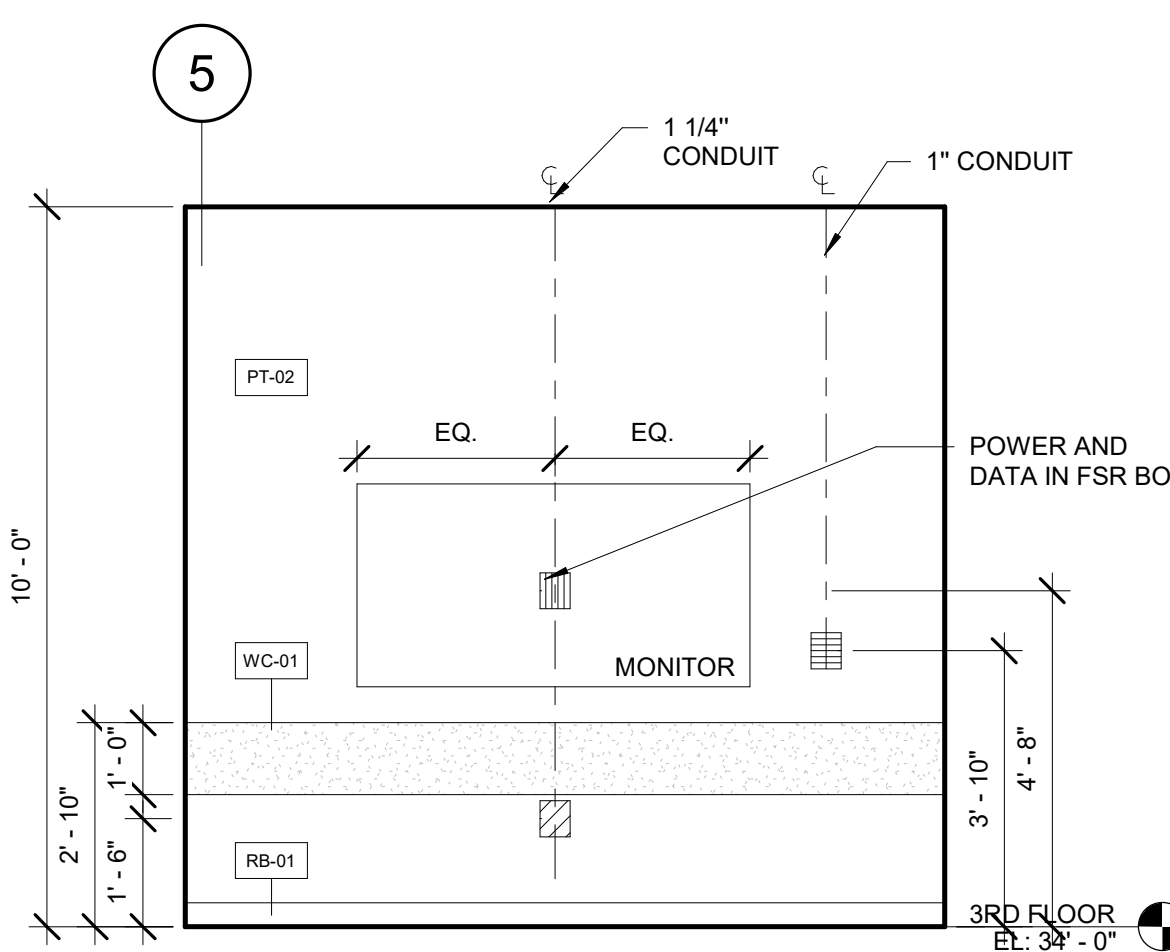 5
1 1/4"
CONDUIT
1" CONDUIT
℄
℄
PT-02
EQ.
EQ.
POWER AND
DATA IN FSR BO
10' - 0"
MONITOR
WC-01
1' - 0"
2' - 10"
1' - 6"
3' - 10"
4' - 8"
RB-01
3RD FLOOR
EL: 34' - 0"